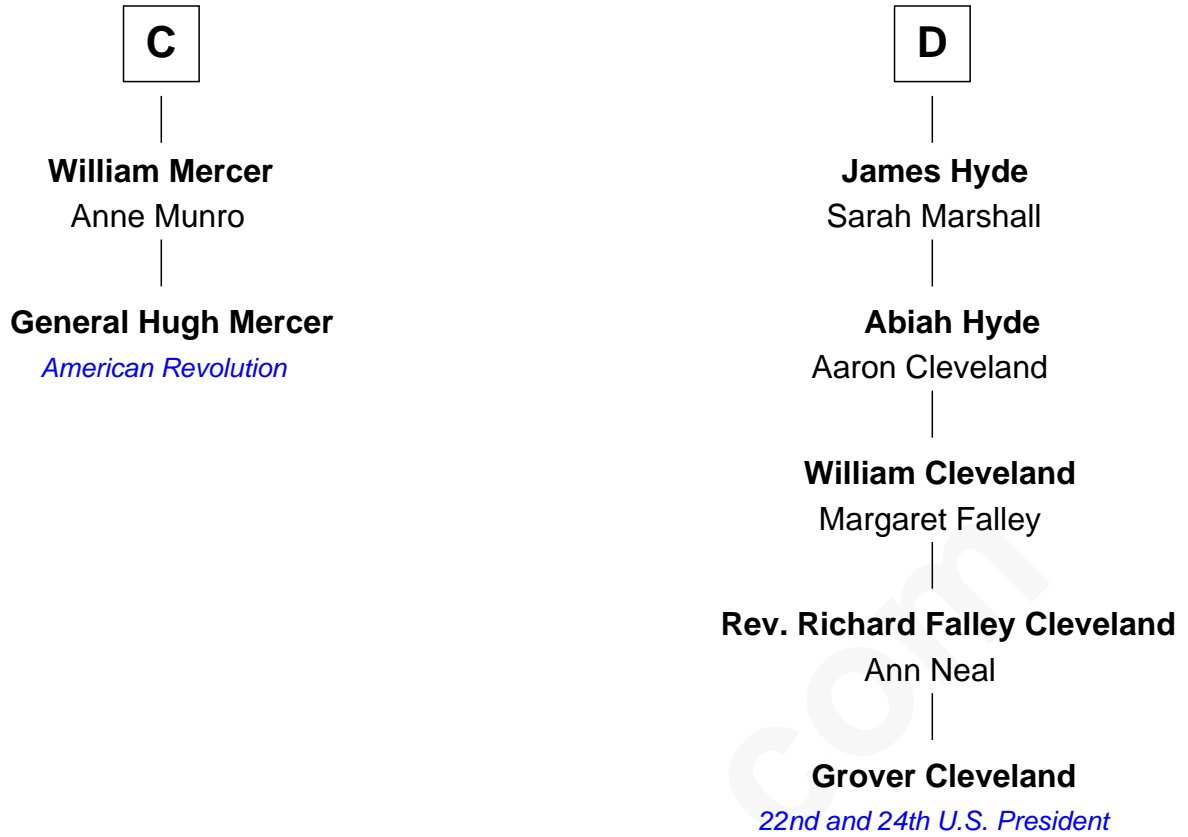 C
William Mercer
Anne Munro
General Hugh Mercer
American Revolution
D
James Hyde
Sarah Marshall
Abiah Hyde
Aaron Cleveland
William Cleveland
Margaret Falley
Rev. Richard Falley Cleveland
Ann Neal
Grover Cleveland
22nd and 24th U.S. President
com